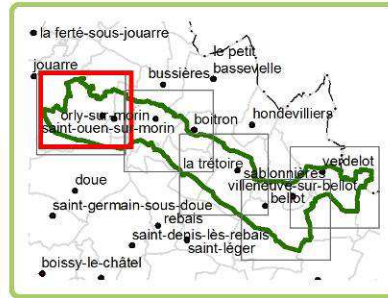 la ferté-sous-jouarre
le petit
jouarre
bussières
bassevelle
orly-sur-morin
hondevilliers
saint-ouen-sur-morin
boitron
la trétoire
verdelot
sablonnières
villeneuve-sur-bellot
doue
bellot
saint-germain-sous-doue
rebais
saint-denis-lès-rebais
saint-léger
boissy-le-châtel